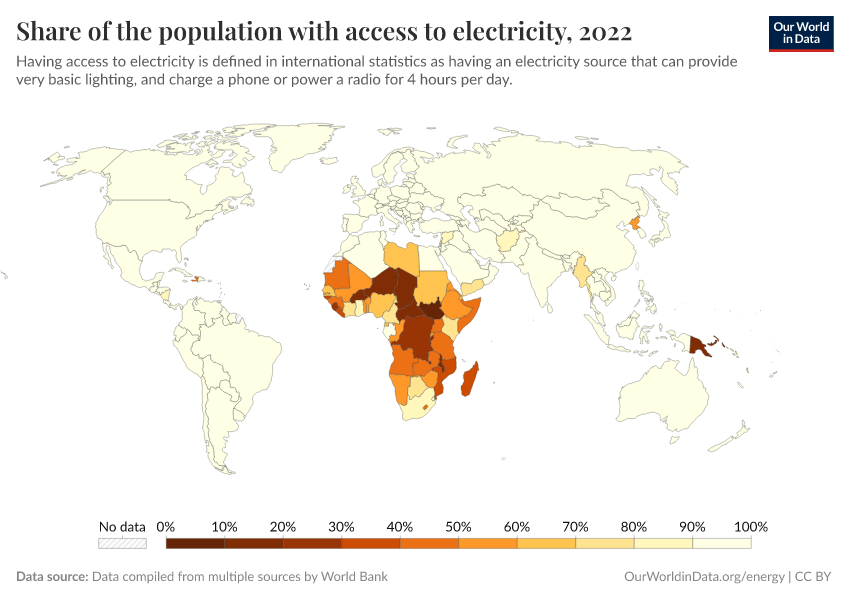 Share of the population with access to electricity, 2022
Our World
in Data
Having access to electricity is defined in international statistics as having an electricity source that can provide
very basic lighting, and charge a phone or power a radio for 4 hours per day.
No data
0%
10%
20%
30%
40%
50%
60%
70%
80%
90%
100%
Data source: Data compiled from multiple sources by World Bank
OurWorldinData.org/energy | CC BY